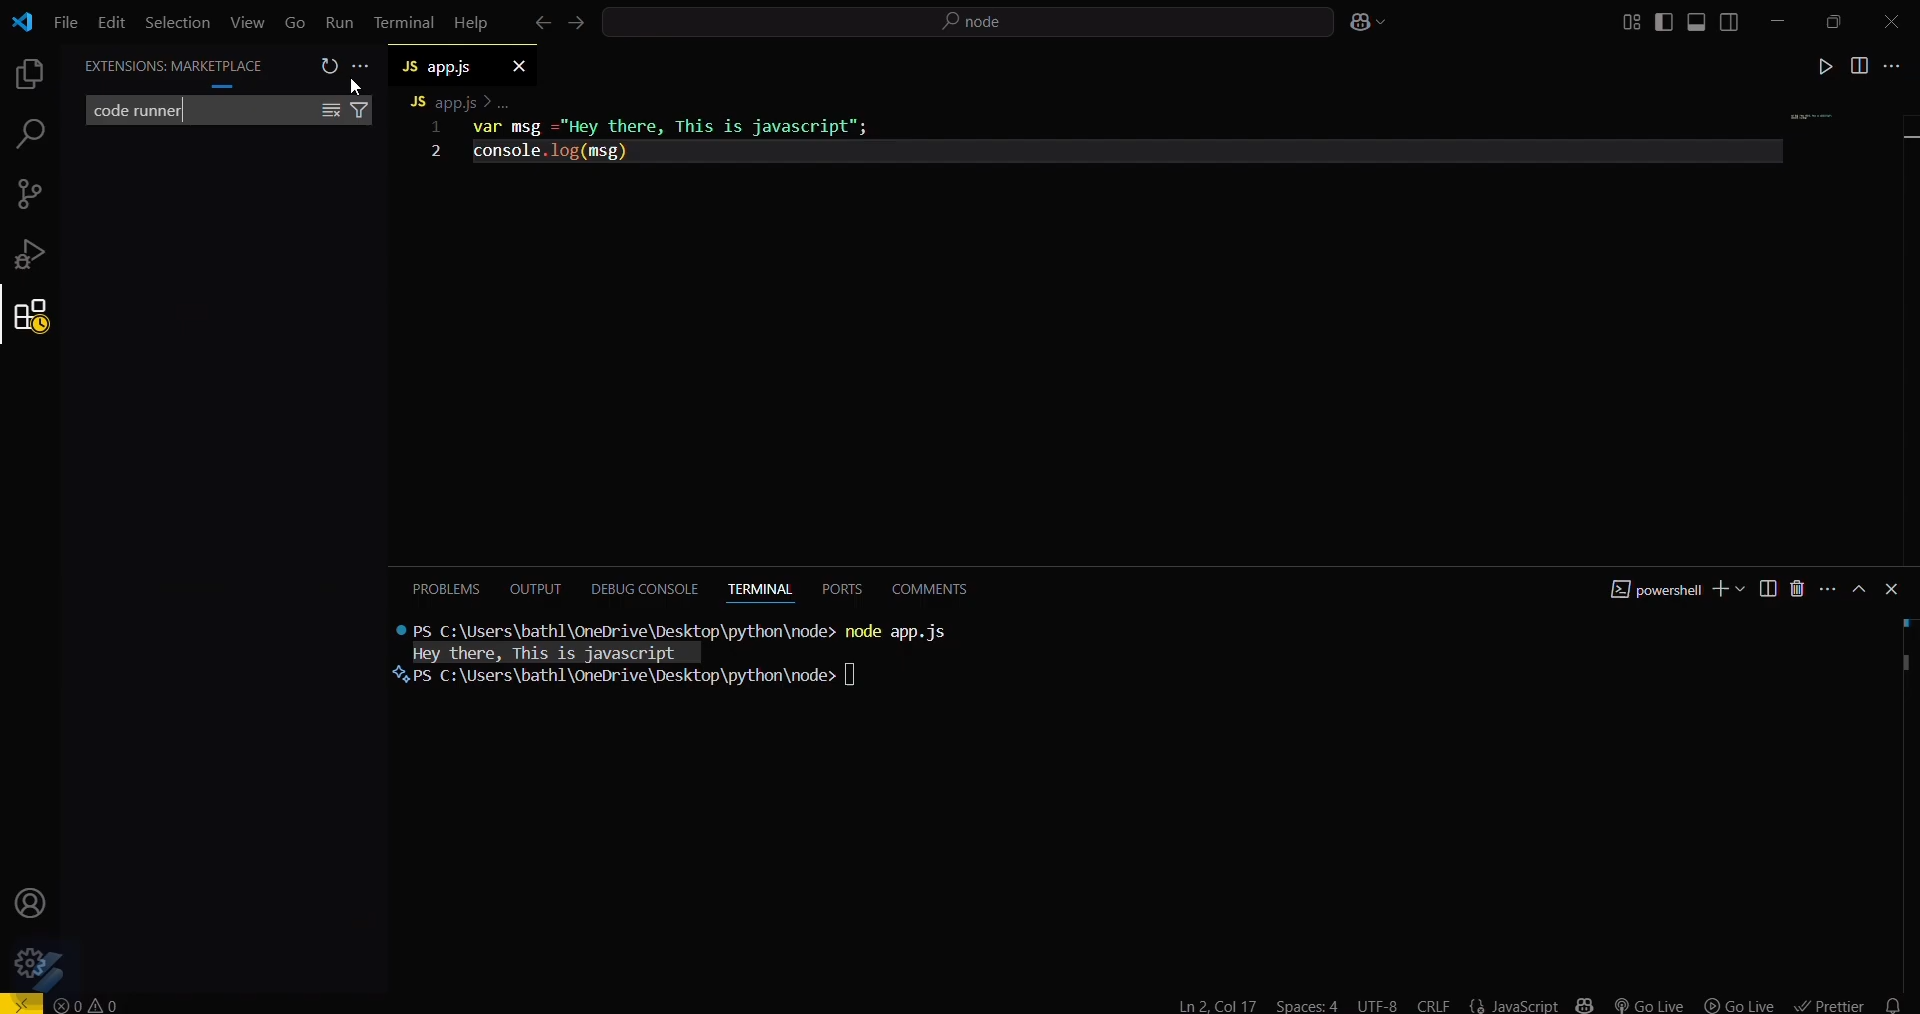 File Edit Selection View Go Run Terminal Help
node
EXTENSIONS: MARKETPLACE
code runner
JS app.js
JS app.js > ...
1 var msg ="Hey there, This is javascript";
2 console.log(msg)
PROBLEMS OUTPUT DEBUG CONSOLE TERMINAL PORTS COMMENTS
powershell
PS C:\Users\bathl\OneDrive\Desktop\python\node> node app.js
Hey there, This is javascript
PS C:\Users\bathl\OneDrive\Desktop\python\node>
0 0
Ln 2, Col 17 Spaces: 4 UTF-8 CRLF {} JavaScript Go Live Go Live Prettier